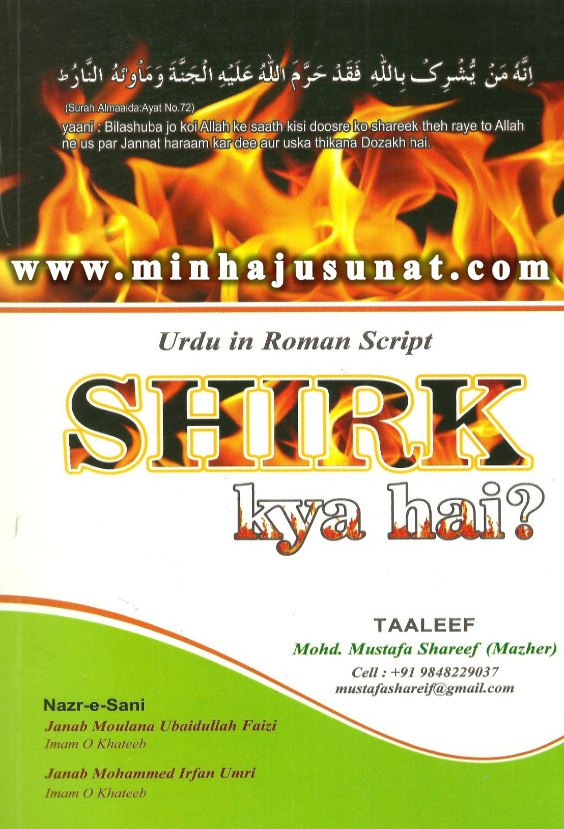 اِنَّهٗ مَنْ يُّشْرِكْ بِاللّٰهِ فَقَدْ حَرَّمَ اللّٰهُ عَلَيْهِ الْجَنَّةَ وَمَاْوٰىهُ النَّارُ ط
(Surah Almaaida:Ayat No.72)
yaani : Bilashuba jo koi Allah ke saath kisi doosre ko shareek theh raye to Allah
ne us par Jannat haraam kar dee aur uska thikana Dozakh nai.
www.minhajusunat.com
Urdu in Roman Script
SHIRK
kya hai?
TAALEEF
Mohd. Mustafa Shareef (Mazher)
Cell : +91 9848229037
mustafashareif@gmail.com
Nazr-e-Sani
Janab Moulana Ubaidullah Faizi
Imam O Khateeb
Janab Mohammed Irfan Umri
Imam O Khateeb